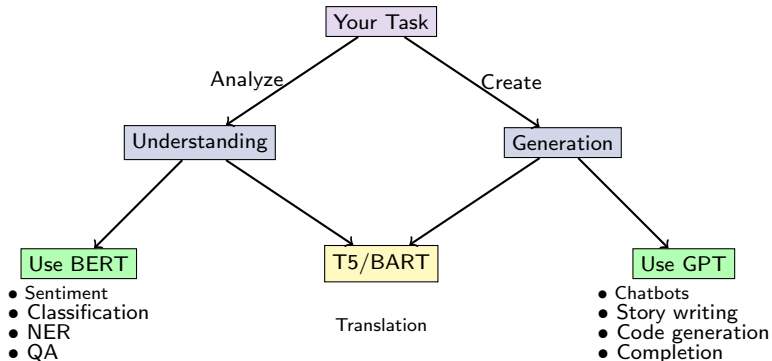 Your Task
Analyze
Create
Understanding
Generation
Use BERT
T5/BART
Use GPT
• Sentiment
• Classification
• NER
• QA
Translation
• Chatbots
• Story writing
• Code generation
• Completion